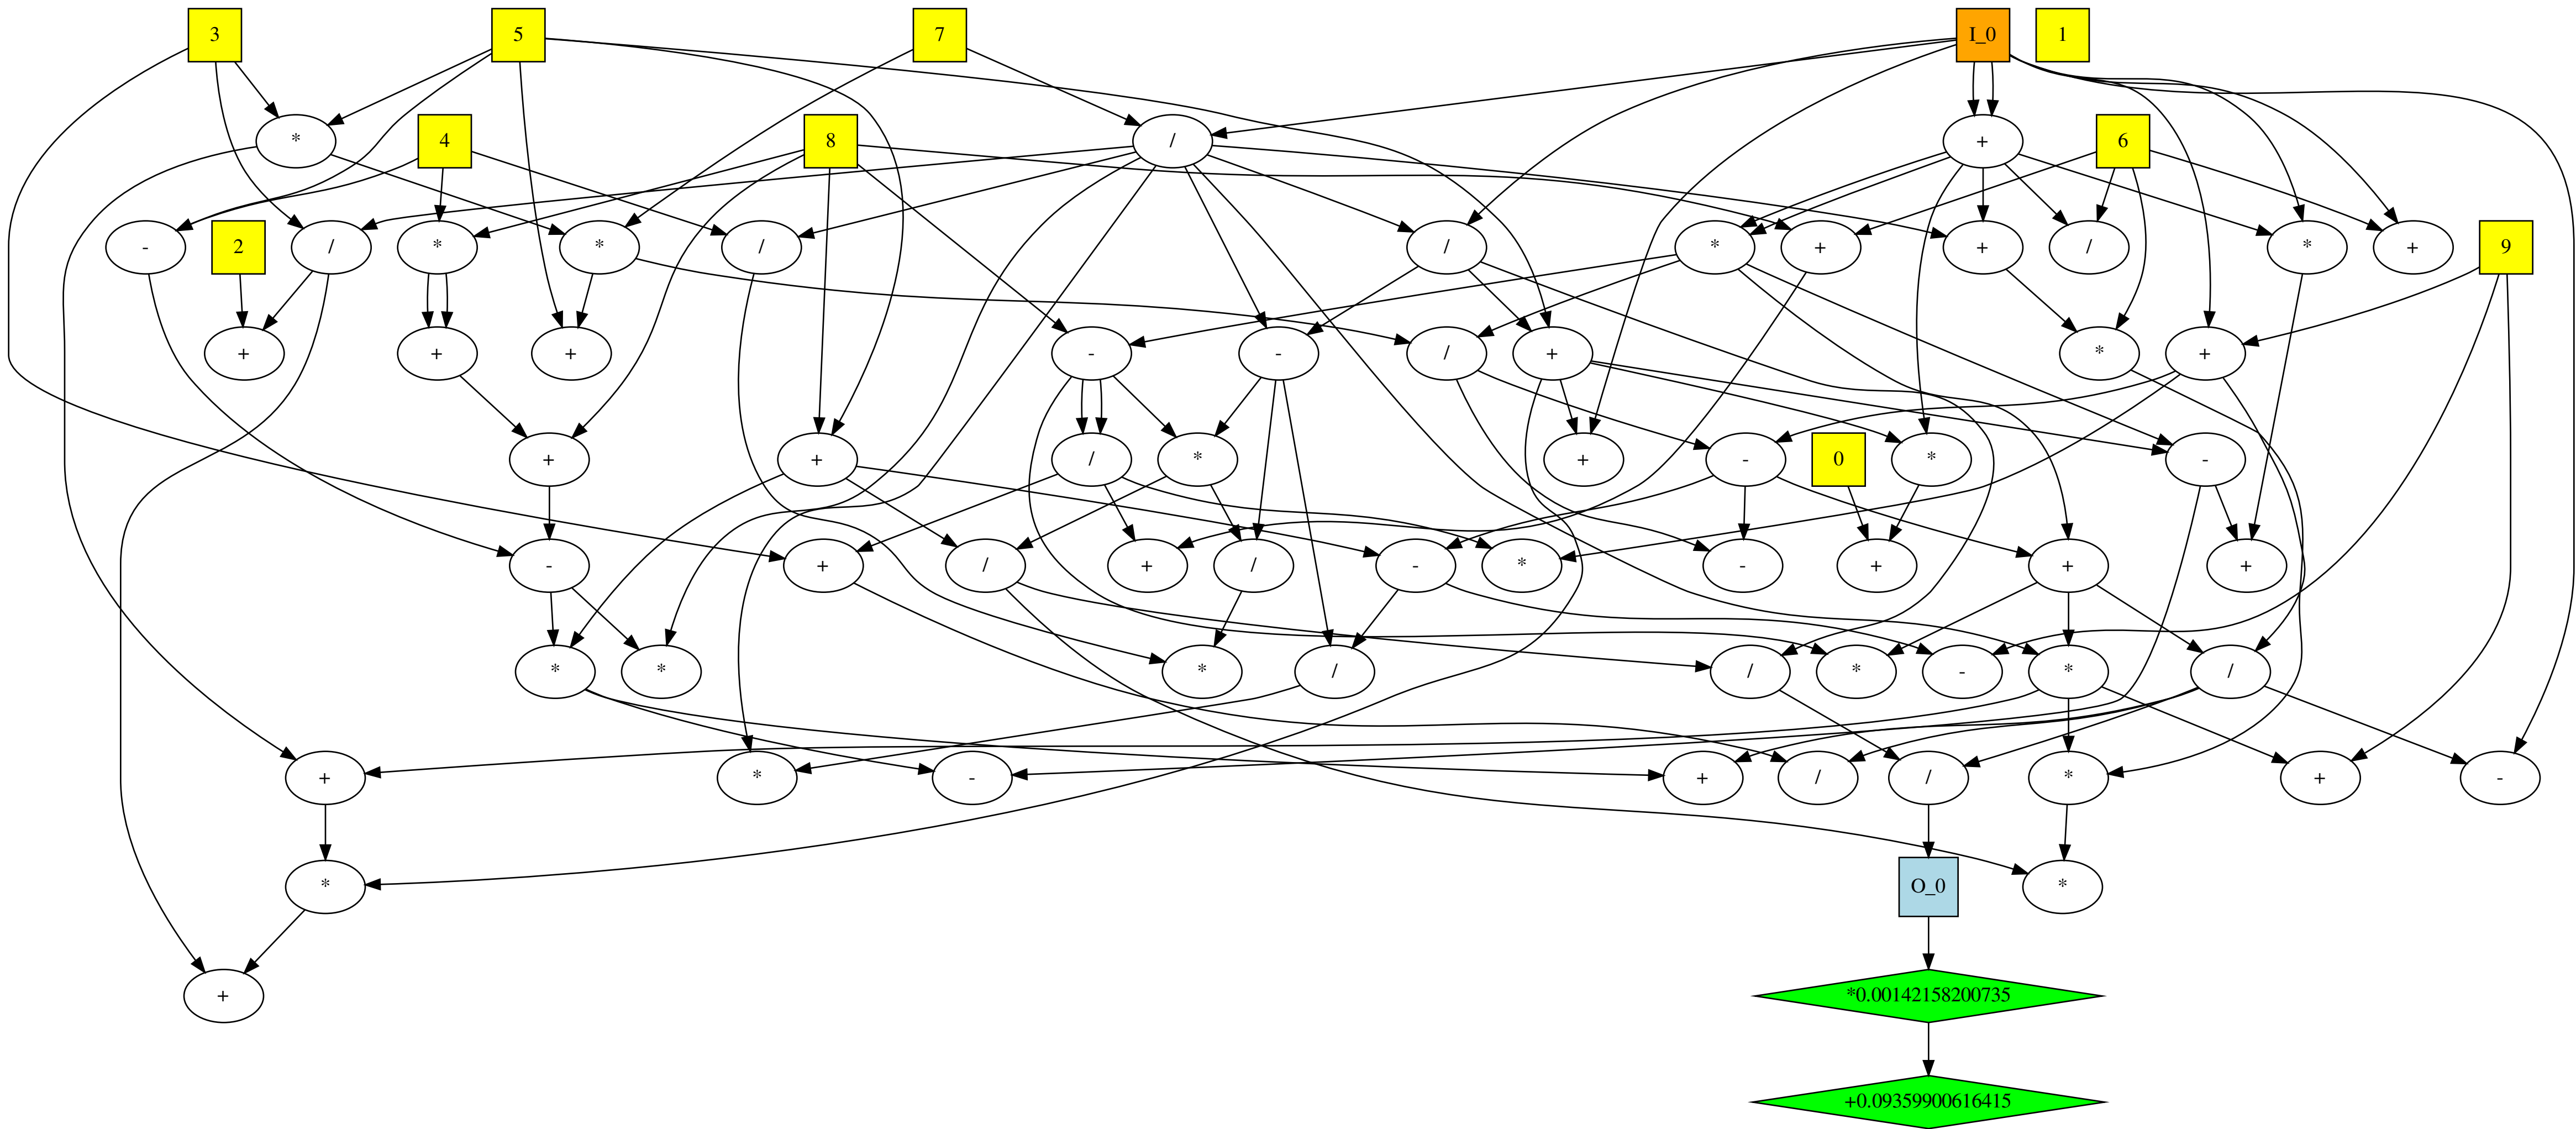 3 5 7 I_0 1
* 4 8 / + 6
- 2 / * * / / * + + / * + 9
+ + + - - / + * +
+ + / * + - 0 * -
- + / + / - * - + + +
* * * / / * - * /
+ * - + / / * + -
* O_0 *
+ *0.00142158200735
+0.09359900616415